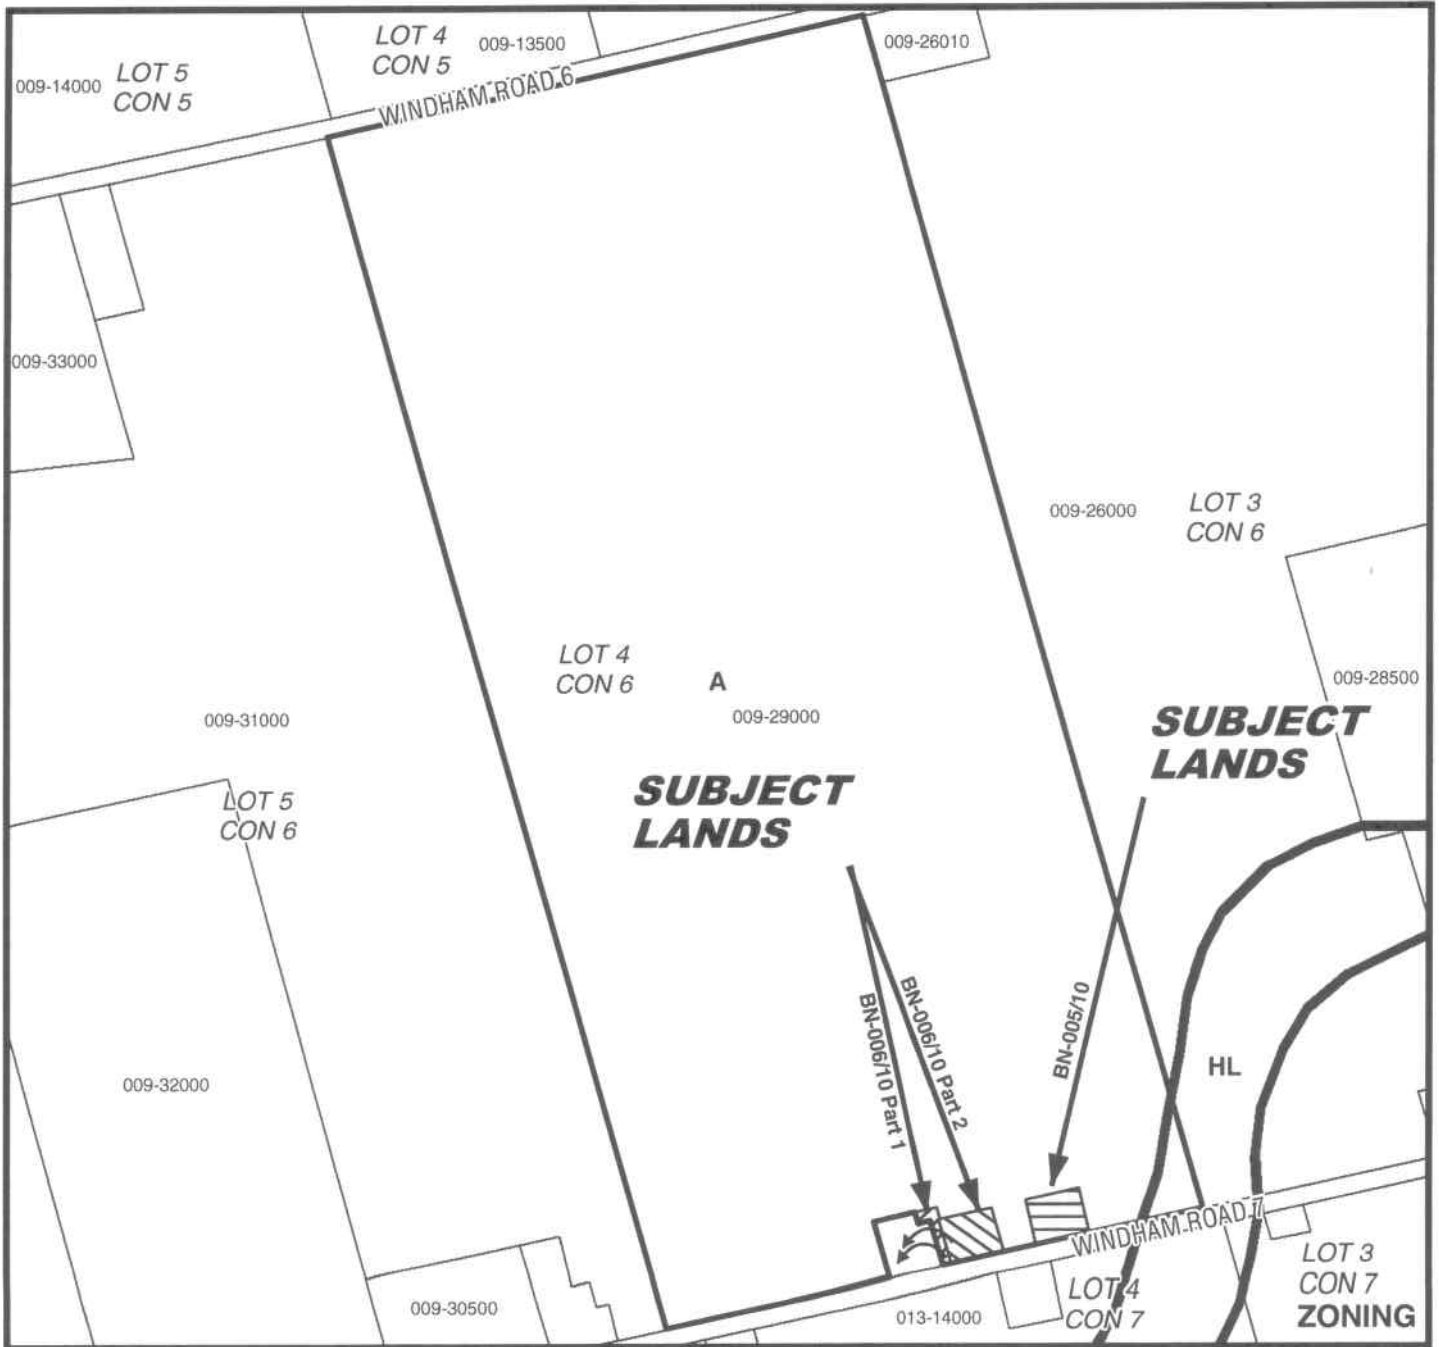 LOT 4
CON 5
009-13500
009-26010
LOT 5
CON 5
009-14000
WINDHAM ROAD 6
009-33000
009-26000
LOT 3
CON 6
LOT 4
CON 6
A
009-29000
009-28500
009-31000
SUBJECT
LANDS
SUBJECT
LANDS
LOT 5
CON 6
BN-006/10 Part 1
BN-006/10 Part 2
BN-005/10
HL
009-32000
WINDHAM ROAD 7
009-30500
013-14000
LOT 4
CON 7
LOT 3
CON 7
ZONING